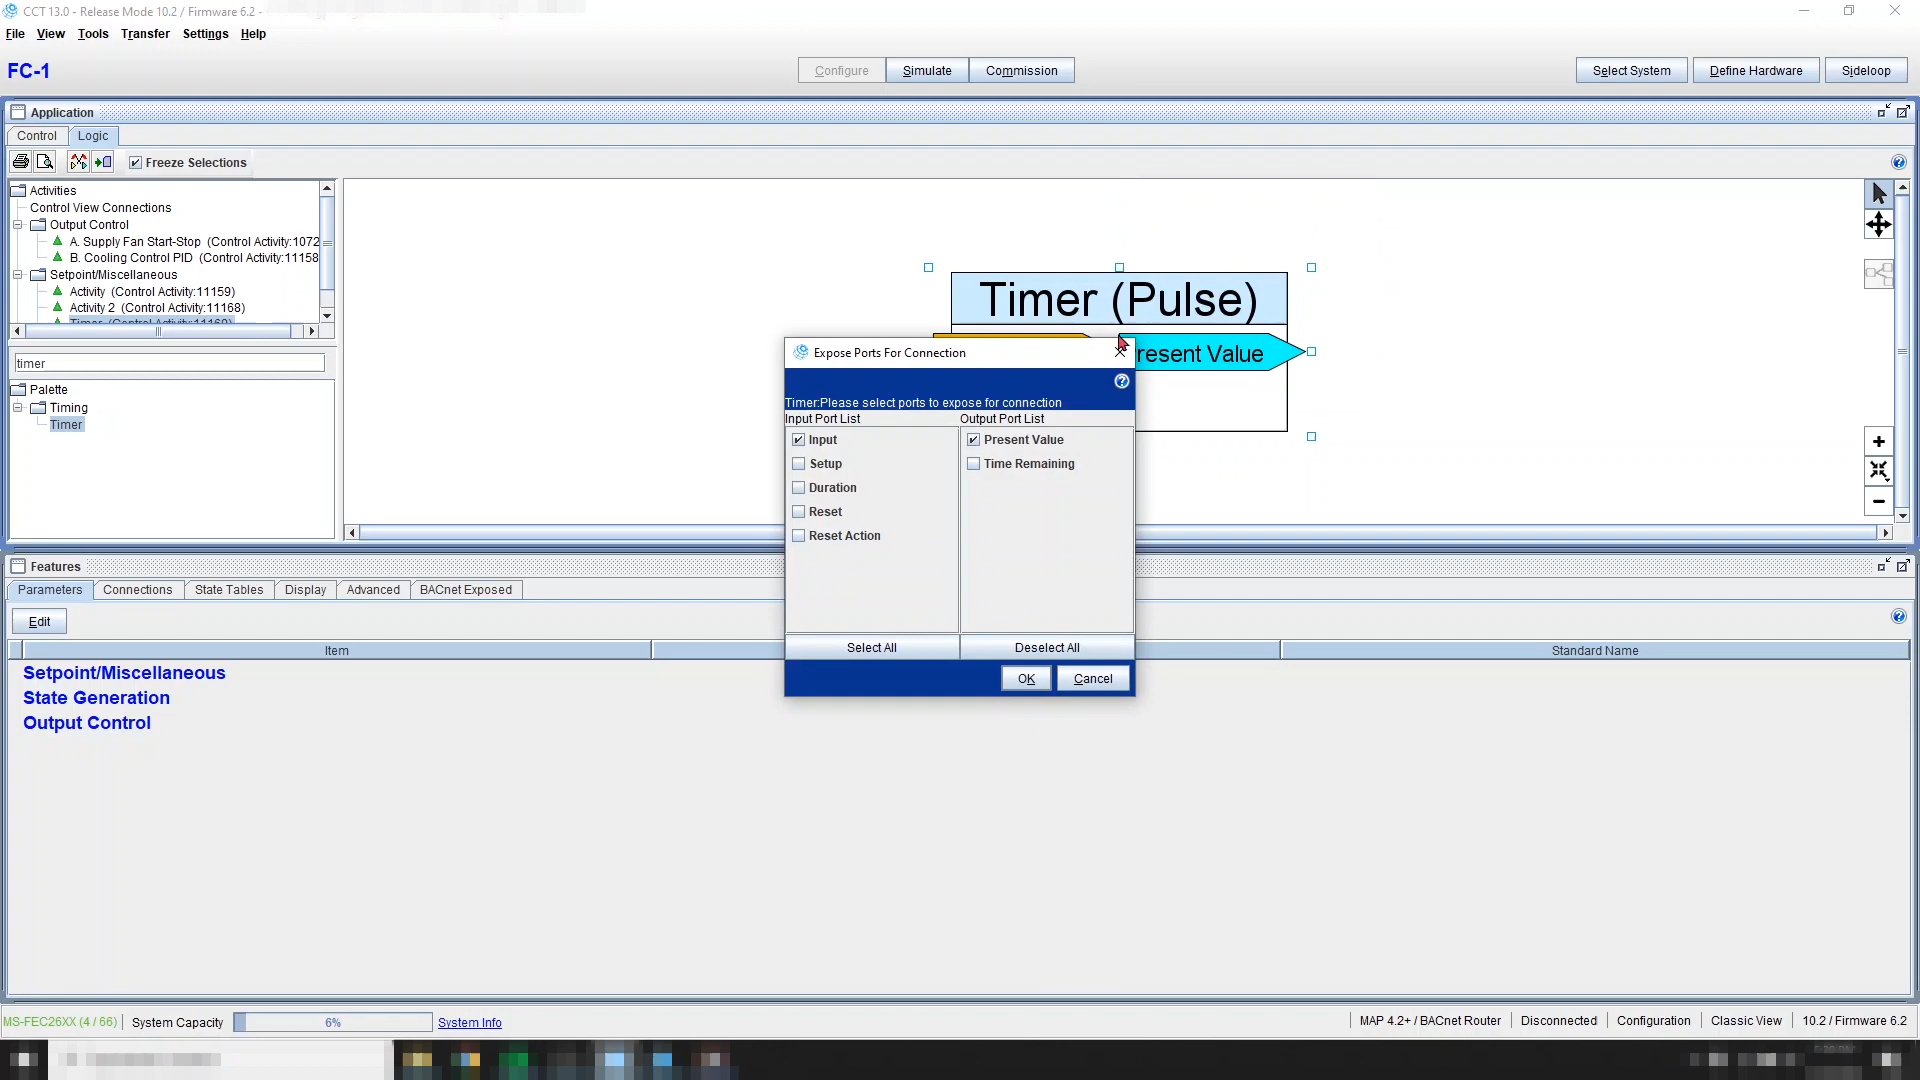 CCT 13.0 - Release Mode 10.2 / Firmware 6.2 -
File View Tools Transfer Settings Help
FC-1
Configure Simulate Commission
Select System Define Hardware Sideloop
Application
Control Logic
Freeze Selections
Activities
Control View Connections
Output Control
A. Supply Fan Start-Stop (Control Activity:1072
B. Cooling Control PID (Control Activity:11158
Setpoint/Miscellaneous
Activity (Control Activity:11159)
Activity 2 (Control Activity:11168)
Timer (Control Activity:11169)
timer
Palette
Timing
Timer
Timer (Pulse)
resent Value
Expose Ports For Connection
Timer:Please select ports to expose for connection
Input Port List Output Port List
Input Present Value
Setup Time Remaining
Duration
Reset
Reset Action
Select All Deselect All
OK Cancel
Features
Parameters Connections State Tables Display Advanced BACnet Exposed
Edit
Item Standard Name
Setpoint/Miscellaneous
State Generation
Output Control
MS-FEC26XX (4 / 66) System Capacity 6% System Info MAP 4.2+ / BACnet Router Disconnected Configuration Classic View 10.2 / Firmware 6.2